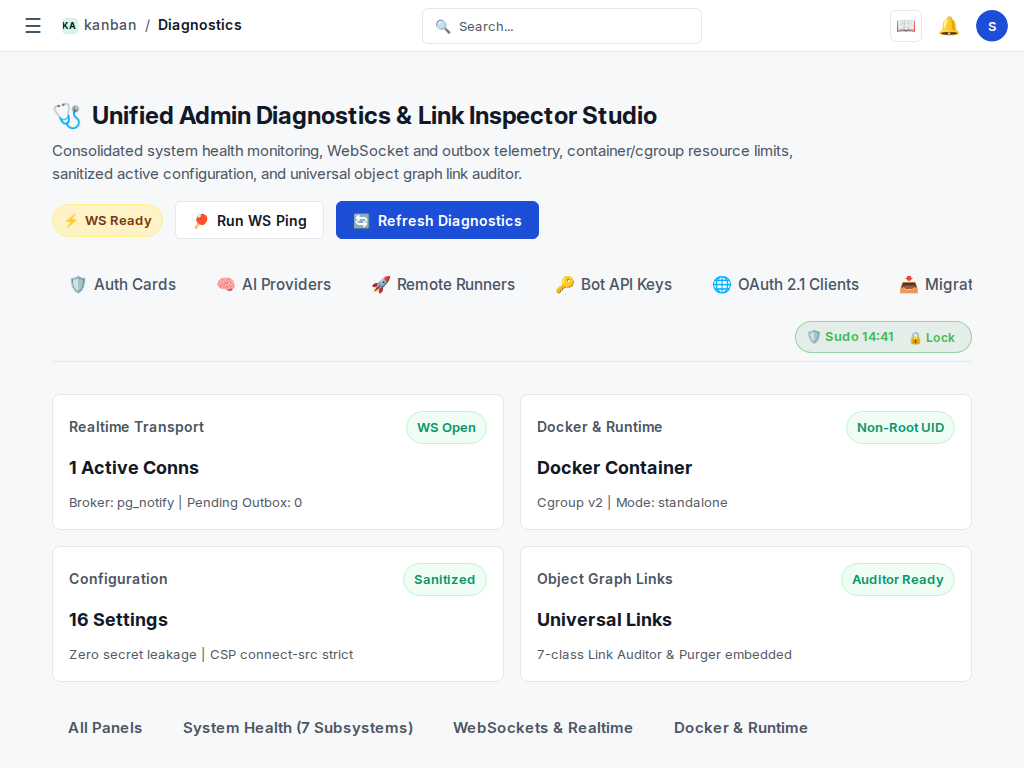 ☰ KA kanban / Diagnostics
🔍 Search...
S
🩺 Unified Admin Diagnostics & Link Inspector Studio
Consolidated system health monitoring, WebSocket and outbox telemetry, container/cgroup resource limits,
sanitized active configuration, and universal object graph link auditor.
⚡ WS Ready 🏓 Run WS Ping 🔄 Refresh Diagnostics
🛡️ Auth Cards 🧠 AI Providers 🚀 Remote Runners 🔑 Bot API Keys 🌐 OAuth 2.1 Clients 📥 Migrat
🛡️ Sudo 14:41 🔒 Lock
Realtime Transport WS Open
1 Active Conns
Broker: pg_notify | Pending Outbox: 0
Docker & Runtime Non-Root UID
Docker Container
Cgroup v2 | Mode: standalone
Configuration Sanitized
16 Settings
Zero secret leakage | CSP connect-src strict
Object Graph Links Auditor Ready
Universal Links
7-class Link Auditor & Purger embedded
All Panels System Health (7 Subsystems) WebSockets & Realtime Docker & Runtime